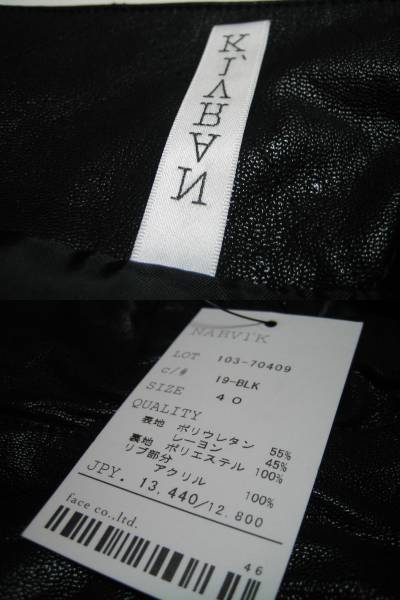 NARVI'K
NARVI'K
LOT 103-70409
C/# 19-BLK
SIZE 40
QUALITY
表地 ポリウレタン 55%
レーヨン 45%
裏地 ポリエステル 100%
リブ部分
アクリル 100%
JPY. 13.440/12.800
face co.,ltd.
46